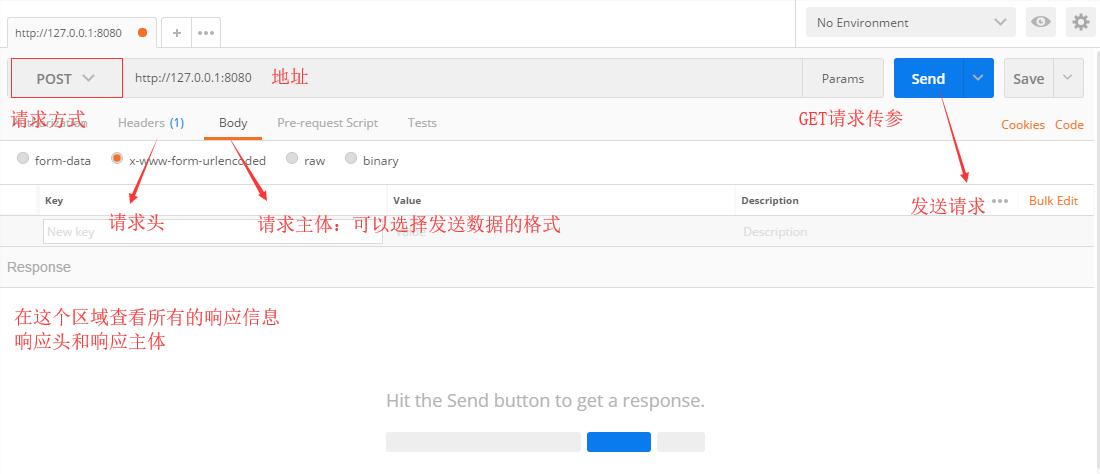 No Environment
http://127.0.0.1:8080
+
POST
http://127.0.0.1:8080
地址
Params
Send
Save
请求方式
Authorization
Headers (1)
Body
Pre-request Script
Tests
GET请求传参
Cookies
Code
form-data
x-www-form-urlencoded
raw
binary
Key
Value
Description
发送请求
Bulk Edit
请求头
请求主体：可以选择发送数据的格式
New key
Value
Description
Response
在这个区域查看所有的响应信息
响应头和响应主体
Hit the Send button to get a response.